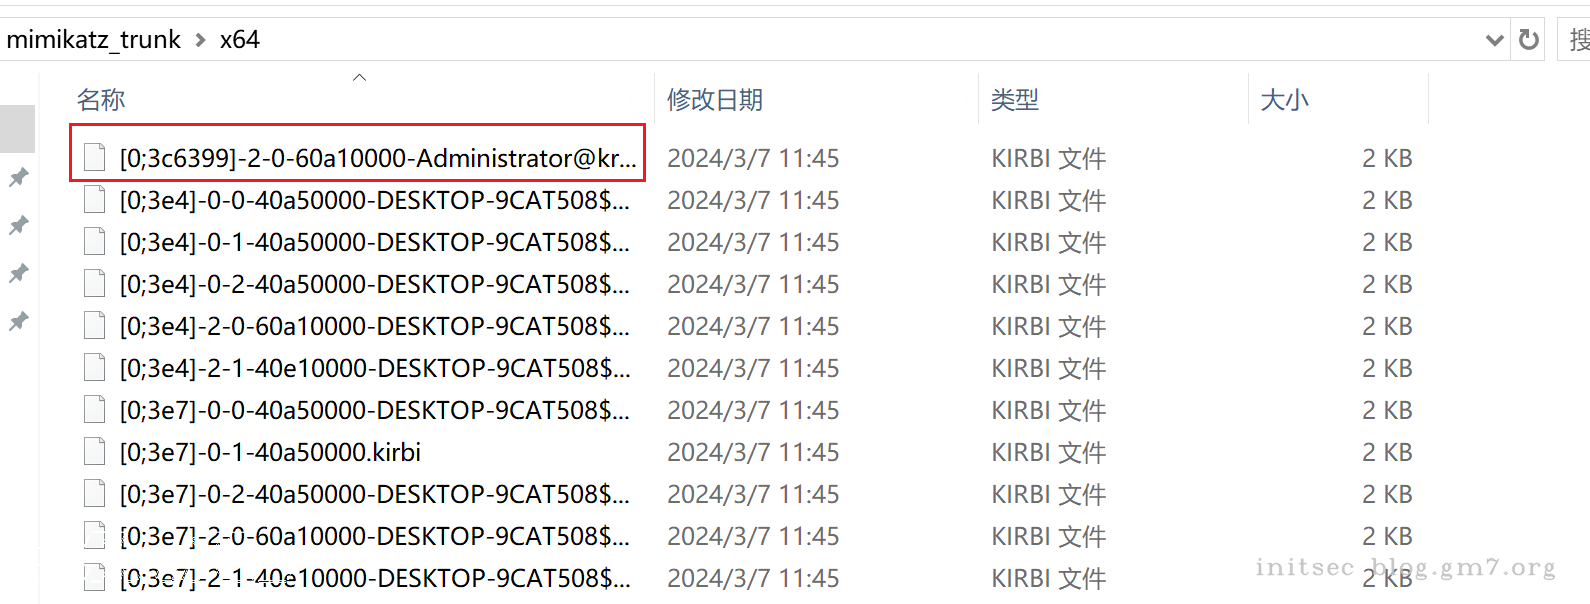 mimikatz_trunk > x64 搜
名称 修改日期 类型 大小
[0;3c6399]-2-0-60a10000-Administrator@kr... 2024/3/7 11:45 KIRBI 文件 2 KB
[0;3e4]-0-0-40a50000-DESKTOP-9CAT508$... 2024/3/7 11:45 KIRBI 文件 2 KB
[0;3e4]-0-1-40a50000-DESKTOP-9CAT508$... 2024/3/7 11:45 KIRBI 文件 2 KB
[0;3e4]-0-2-40a50000-DESKTOP-9CAT508$... 2024/3/7 11:45 KIRBI 文件 2 KB
[0;3e4]-2-0-60a10000-DESKTOP-9CAT508$... 2024/3/7 11:45 KIRBI 文件 2 KB
[0;3e4]-2-1-40e10000-DESKTOP-9CAT508$... 2024/3/7 11:45 KIRBI 文件 2 KB
[0;3e7]-0-0-40a50000-DESKTOP-9CAT508$... 2024/3/7 11:45 KIRBI 文件 2 KB
[0;3e7]-0-1-40a50000.kirbi 2024/3/7 11:45 KIRBI 文件 2 KB
[0;3e7]-0-2-40a50000-DESKTOP-9CAT508$... 2024/3/7 11:45 KIRBI 文件 2 KB
[0;3e7]-2-0-60a10000-DESKTOP-9CAT508$... 2024/3/7 11:45 KIRBI 文件 2 KB
[0;3e7]-2-1-40e10000-DESKTOP-9CAT508$... 2024/3/7 11:45 KIRBI 文件 2 KB
initsec blog.gm7.org